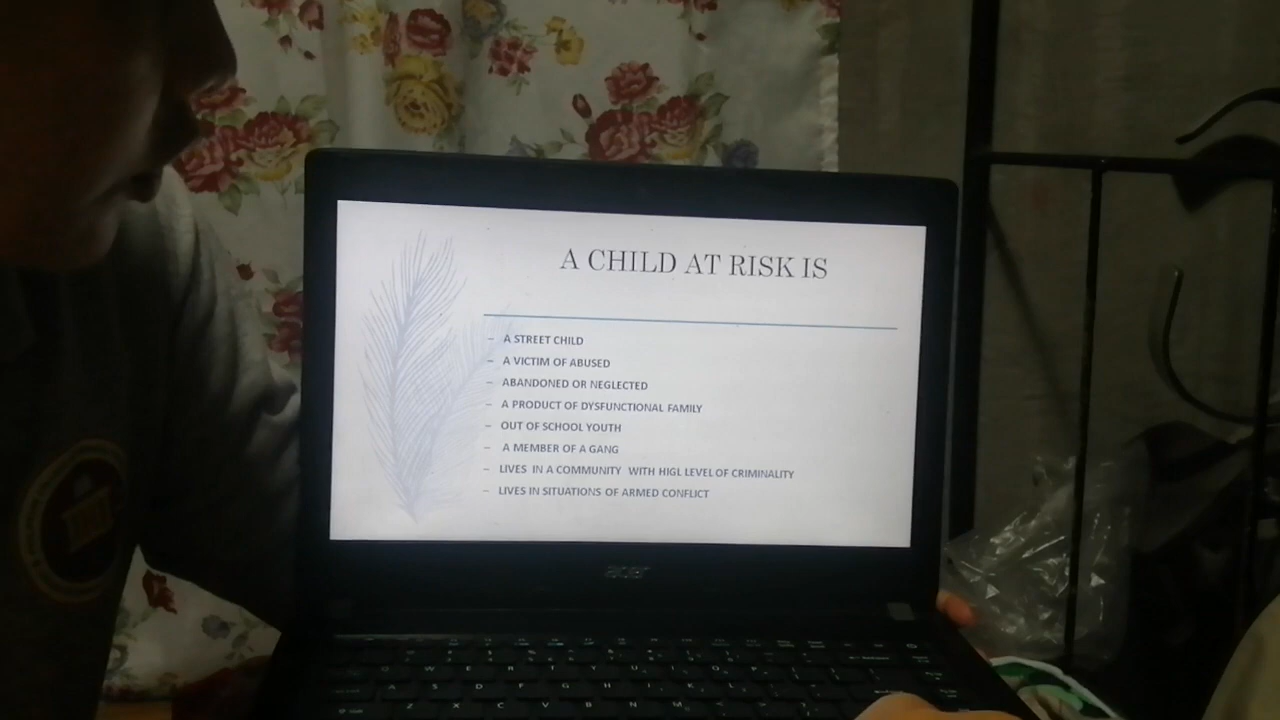 A CHILD AT RISK IS
– A STREET CHILD
– A VICTIM OF ABUSED
– ABANDONED OR NEGLECTED
– A PRODUCT OF DYSFUNCTIONAL FAMILY
– OUT OF SCHOOL YOUTH
– A MEMBER OF A GANG
– LIVES IN A COMMUNITY WITH HIGL LEVEL OF CRIMINALITY
– LIVES IN SITUATIONS OF ARMED CONFLICT
acer